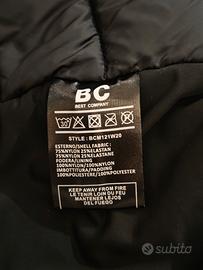 BC
BEST COMPANY
30
STYLE : BCM121W20
ESTERNO/SHELL FABRIC :
75%NYLON 25%ELASTANE
75%NYLON 25%ELASTAN
FODERA/LINING
100%NYLON/100%NYLON
IMBOTTITURA/PADDING
100%POLIESTERE/100%POLYESTER
KEEP AWAY FROM FIRE
TENIR LOIN DU FEU
MANTENER LEJOS
DEL FUEGO
subito